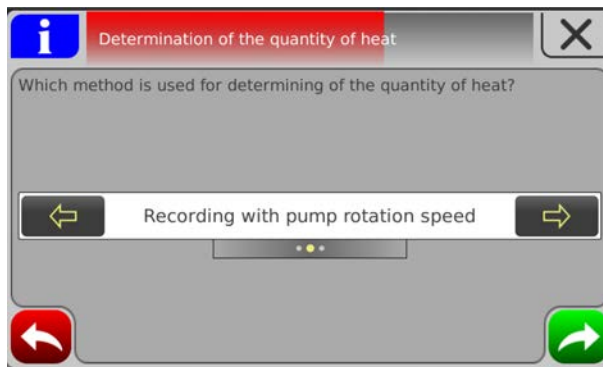 i
Determination of the quantity of heat
Which method is used for determining of the quantity of heat?
Recording with pump rotation speed